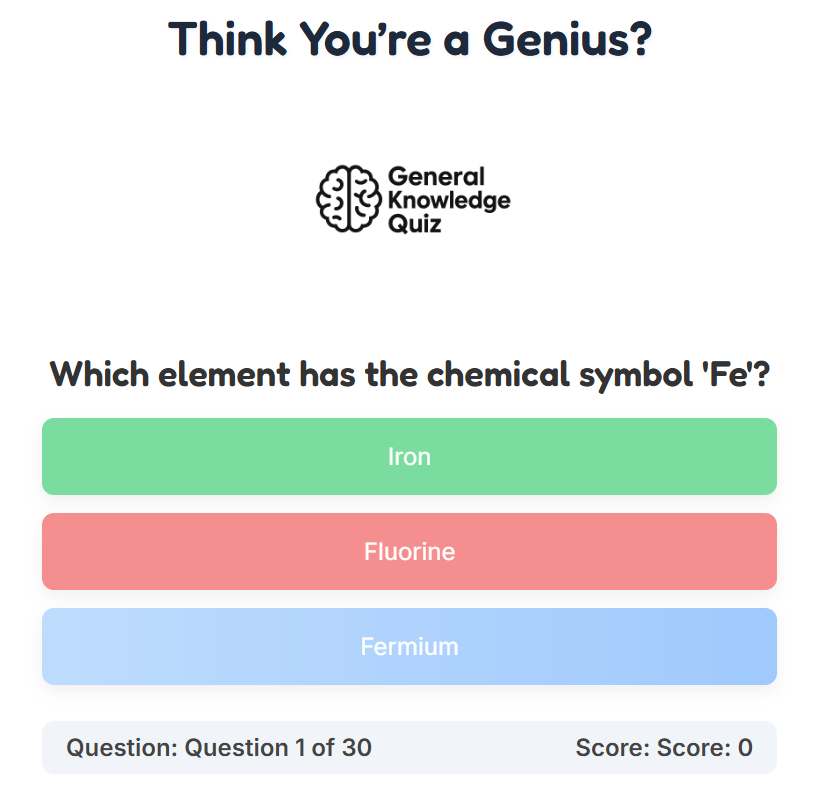 Think You’re a Genius?
General
Knowledge
Quiz
Which element has the chemical symbol 'Fe'?
Iron
Fluorine
Fermium
Question: Question 1 of 30 Score: Score: 0